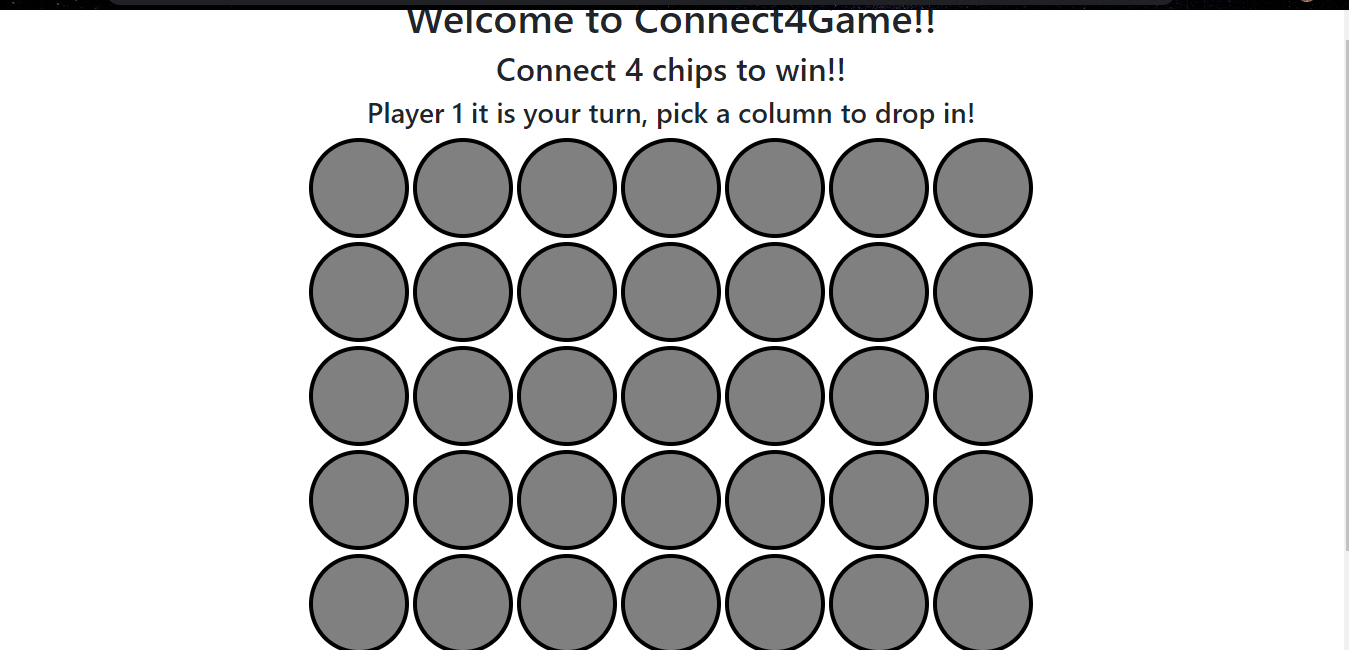 Welcome to Connect4Game!!
Connect 4 chips to win!!
Player 1 it is your turn, pick a column to drop in!